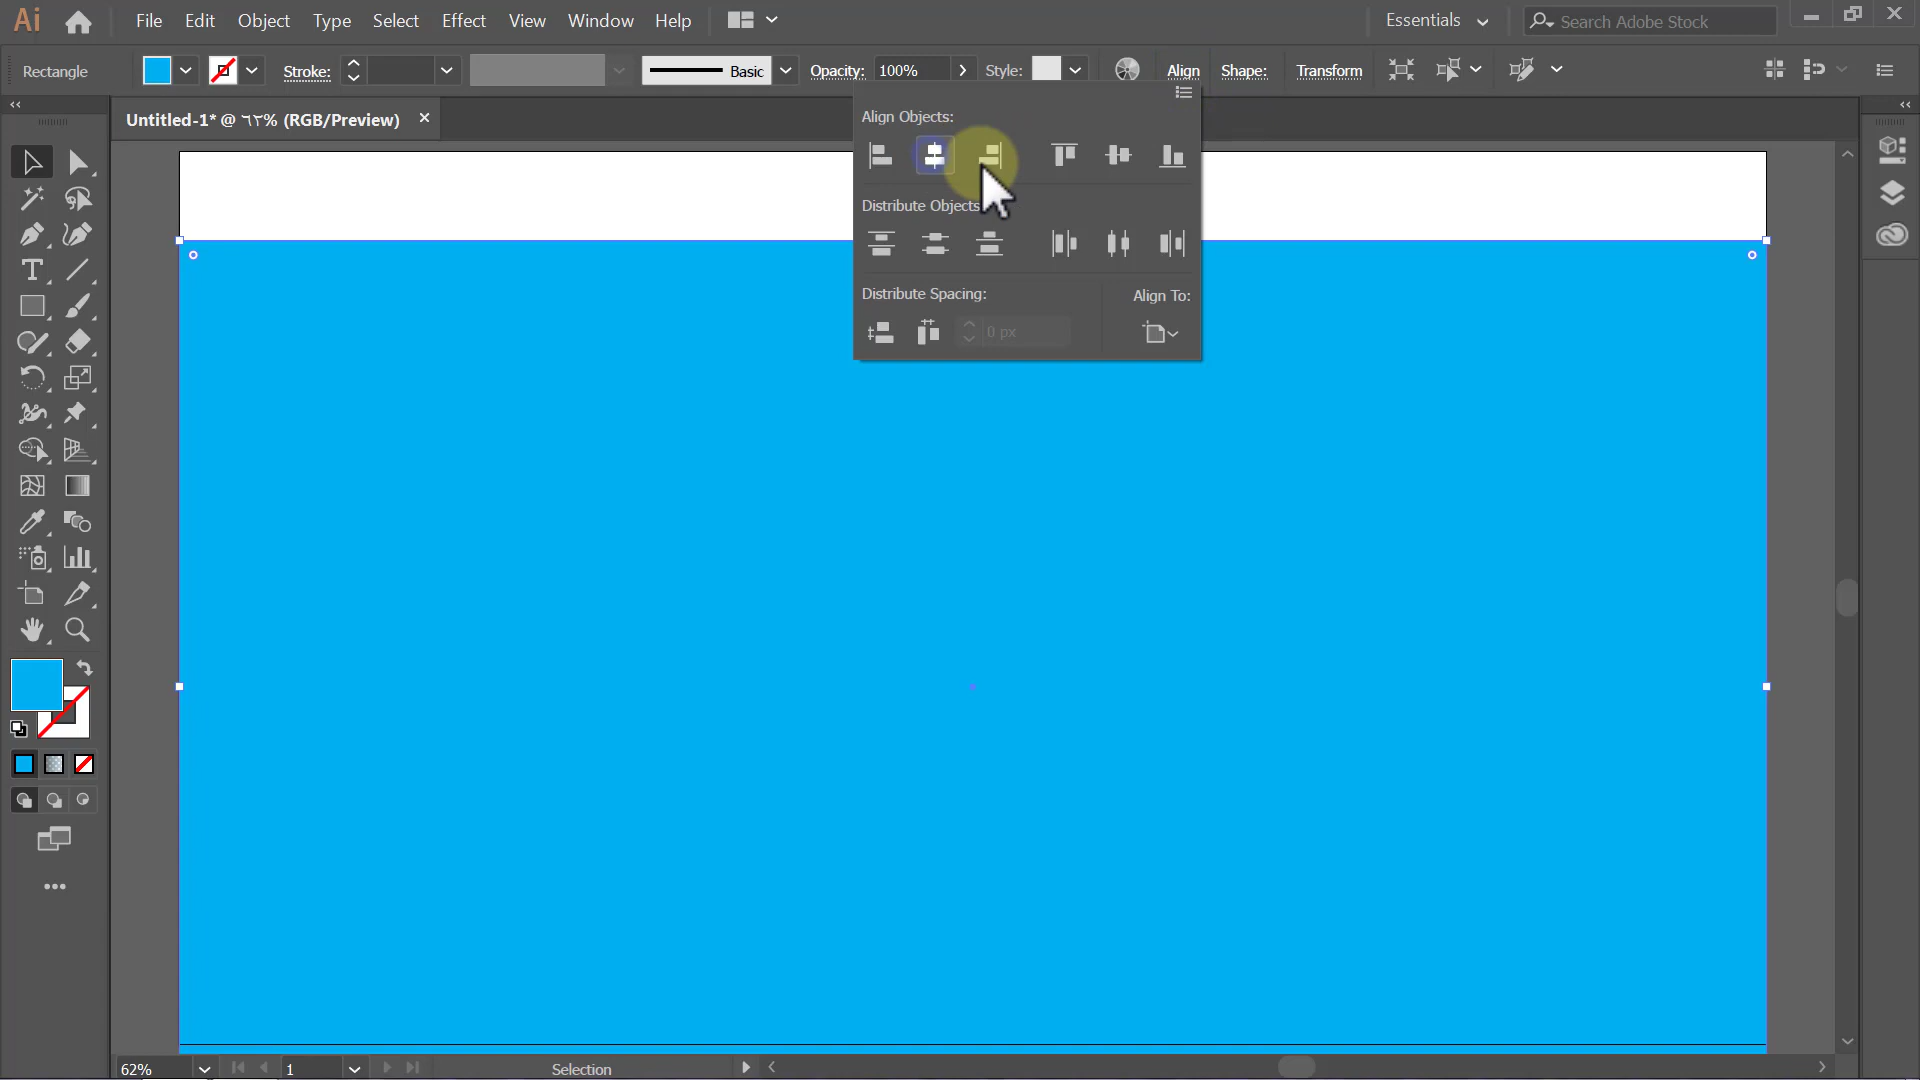 Ai File Edit Object Type Select Effect View Window Help Essentials Search Adobe Stock
Rectangle Stroke: Basic Opacity: 100% Style: Align Shape: Transform
Untitled-1* @ ٦٢% (RGB/Preview)
Align Objects:
Distribute Objects
Distribute Spacing: Align To:
0 px
62% 1 Selection